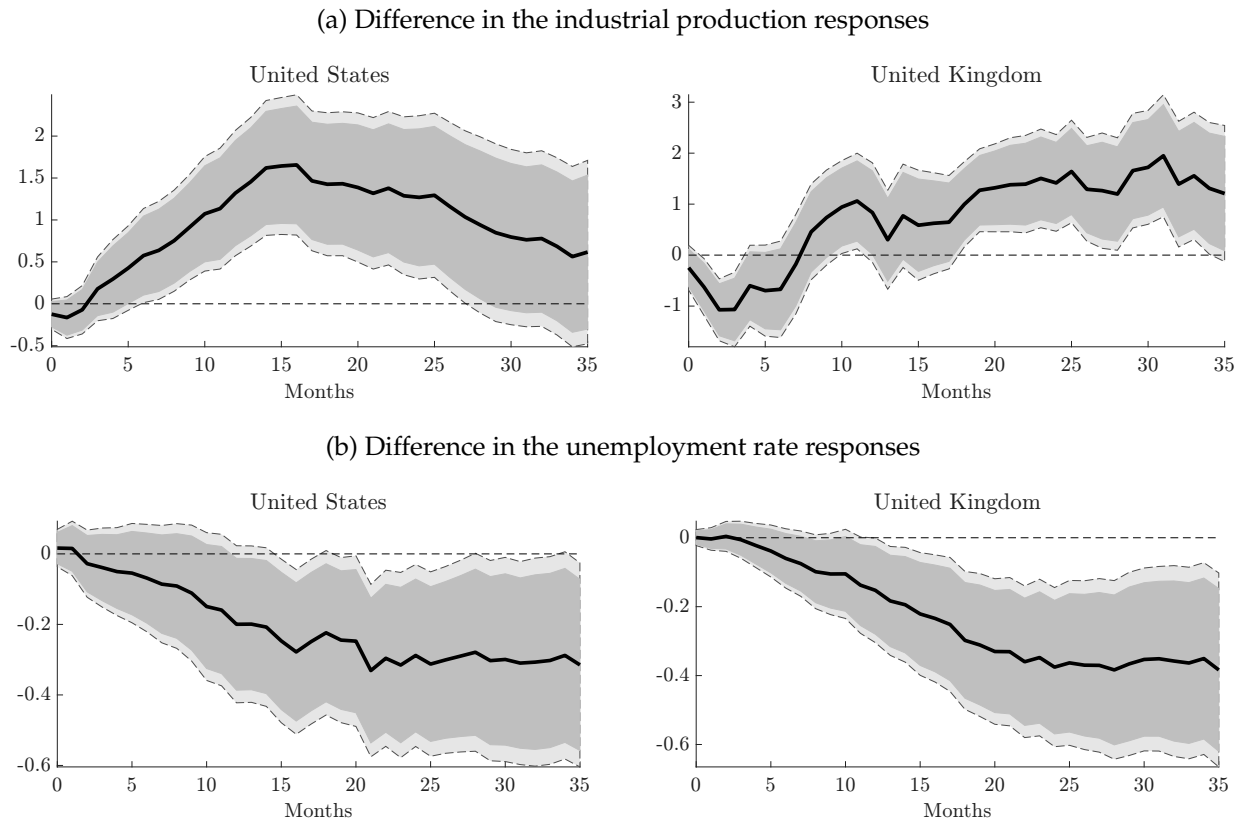 (a) Difference in the industrial production responses
United States
2
1.5
1
0.5
0
-0.5
0 5 10 15 20 25 30 35
Months
United Kingdom
3
2
1
0
-1
0 5 10 15 20 25 30 35
Months
(b) Difference in the unemployment rate responses
United States
0
-0.2
-0.4
-0.6
0 5 10 15 20 25 30 35
Months
United Kingdom
0
-0.2
-0.4
-0.6
0 5 10 15 20 25 30 35
Months